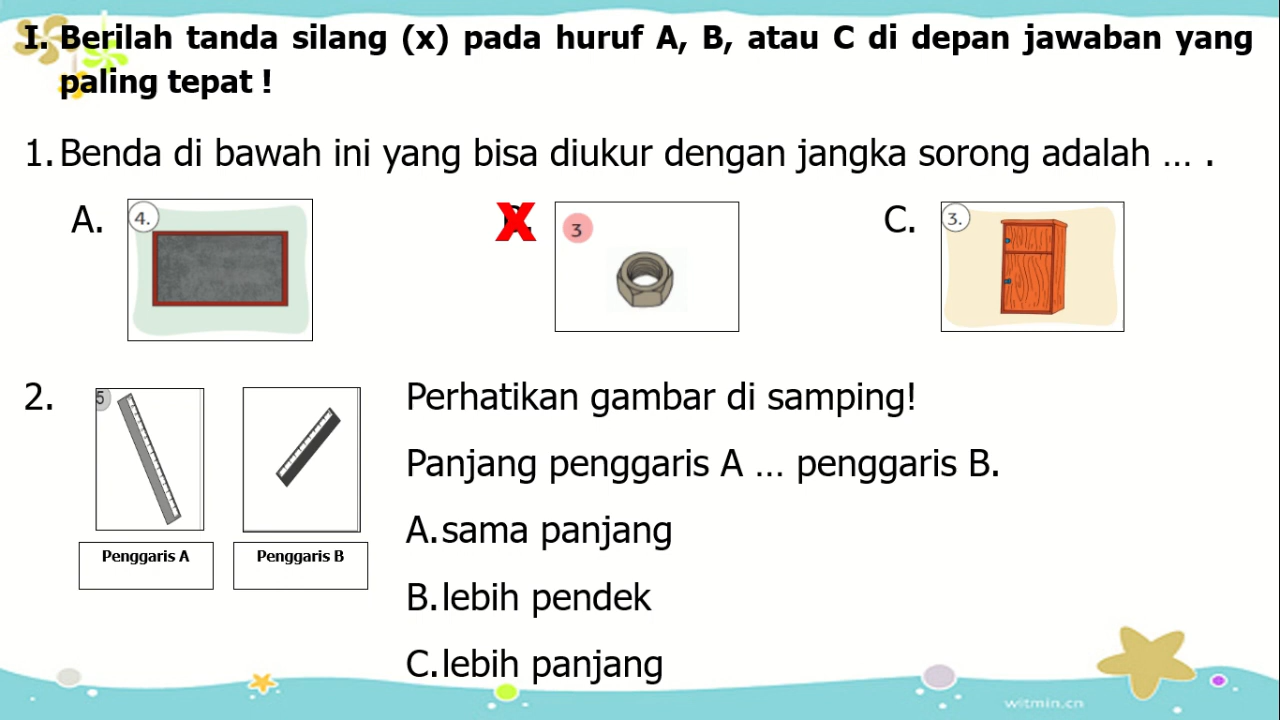 I. Berilah tanda silang (x) pada huruf A, B, atau C di depan jawaban yang
paling tepat !
1. Benda di bawah ini yang bisa diukur dengan jangka sorong adalah ... .
A. 4. X 3 C. 3.
2. 5 Perhatikan gambar di samping!
Panjang penggaris A ... penggaris B.
A. sama panjang
Penggaris A Penggaris B
B. lebih pendek
C. lebih panjang
witmin.cn